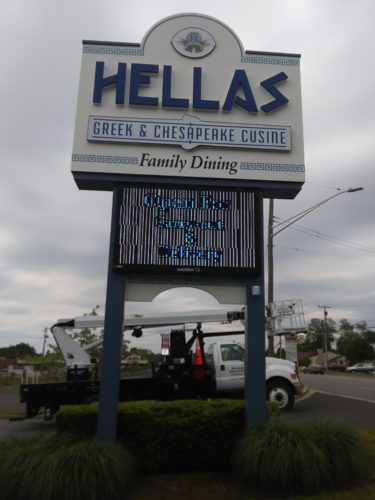 HELLAS
GREEK & CHESAPEAKE CUSINE
Family Dining
Open For
Carryout
&
Delivery